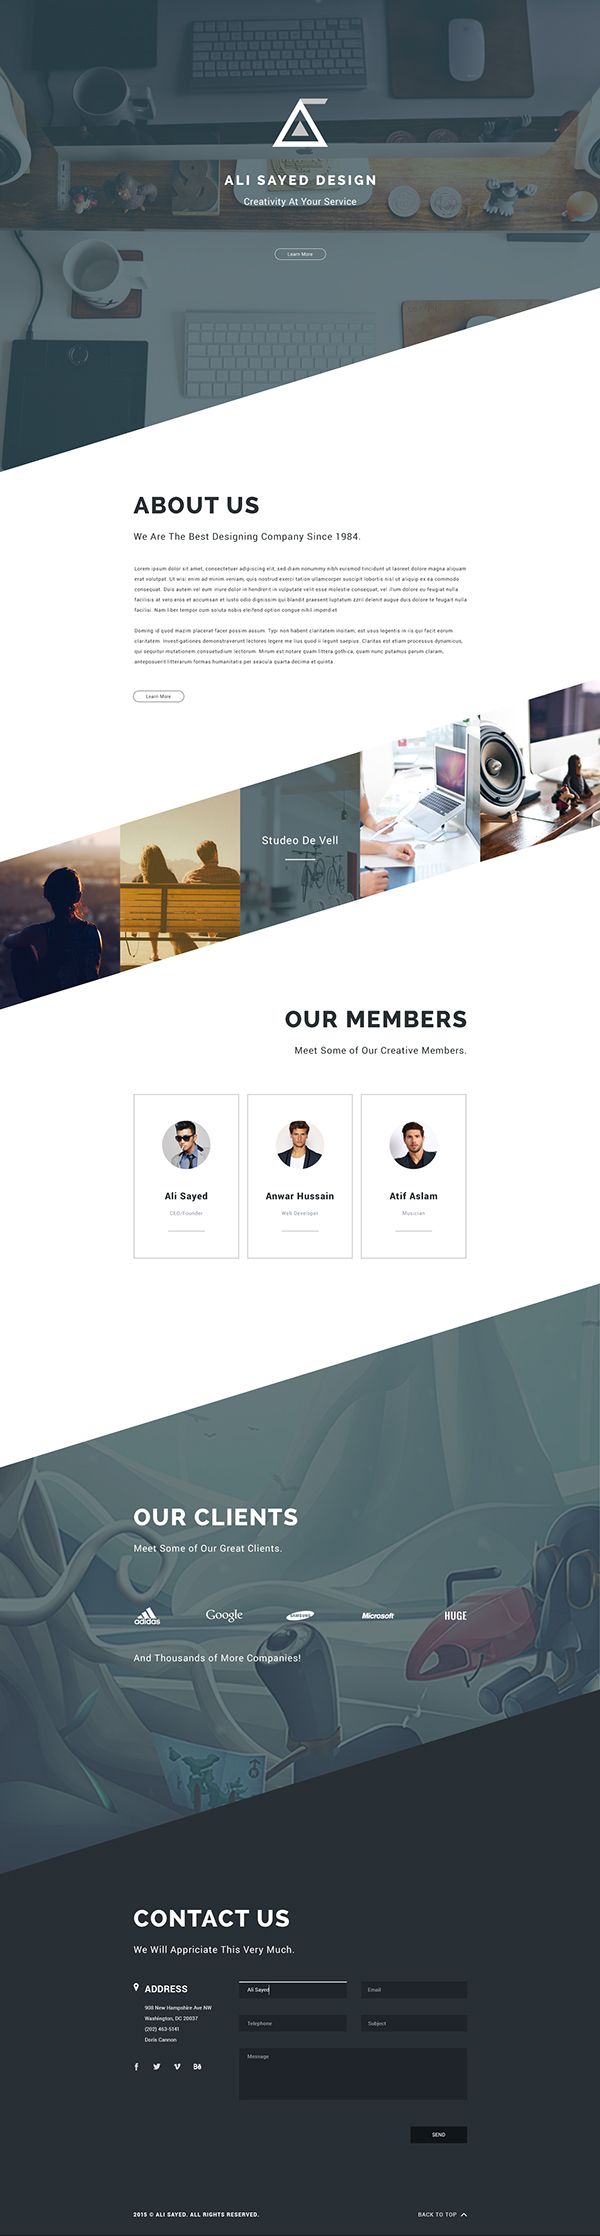 ALI SAYED DESIGN
Creativity At Your Service
Learn More
ABOUT US
We Are The Best Designing Company Since 1984.
Lorem ipsum dolor sit amet, consectetuer adipiscing elit, sed diam nonummy nibh euismod tincidunt ut laoreet dolore magna aliquam
erat volutpat. Ut wisi enim ad minim veniam, quis nostrud exerci tation ullamcorper suscipit lobortis nisl ut aliquip ex ea commodo
consequat. Duis autem vel eum iriure dolor in hendrerit in vulputate velit esse molestie consequat, vel illum dolore eu feugiat nulla
facilisis at vero eros et accumsan et iusto odio dignissim qui blandit praesent luptatum zzril delenit augue duis dolore te feugait nulla
facilisi. Nam liber tempor cum soluta nobis eleifend option congue nihil imperdiet
Doming id quod mazim placerat facer possim assum. Typi non habent claritatem insitam; est usus legentis in iis qui facit eorum
claritatem. Investigationes demonstraverunt lectores legere me lius quod ii legunt saepius. Claritas est etiam processus dynamicus,
qui sequitur mutationem consuetudium lectorum. Mirum est notare quam littera gothica, quam nunc putamus parum claram,
anteposuerit litterarum formas humanitatis per seacula quarta decima et quinta
Learn More
Studeo De Vell
OUR MEMBERS
Meet Some of Our Creative Members.
Ali Sayed
CEO/Founder
Anwar Hussain
Web Developer
Atif Aslam
Musician
OUR CLIENTS
Meet Some of Our Great Clients.
adidas Google SAMSUNG Microsoft HUGE
And Thousands of More Companies!
CONTACT US
We Will Appriciate This Very Much.
ADDRESS
908 New Hampshire Ave NW
Washington, DC 20037
(202) 463-5141
Doris Cannon
Ali Sayed
Email
Telephone
Subject
Message
SEND
2015 © ALI SAYED. ALL RIGHTS RESERVED.
BACK TO TOP